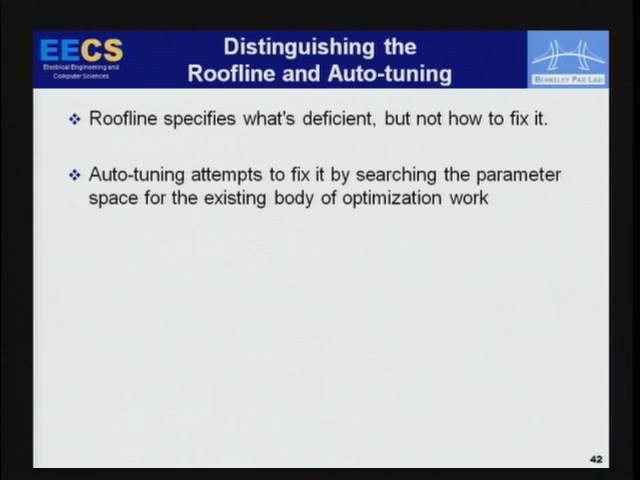 EECS
Electrical Engineering and
Computer Sciences
Distinguishing the
Roofline and Auto-tuning
BERKELEY PAR LAB
❖ Roofline specifies what's deficient, but not how to fix it.
❖ Auto-tuning attempts to fix it by searching the parameter
space for the existing body of optimization work
42